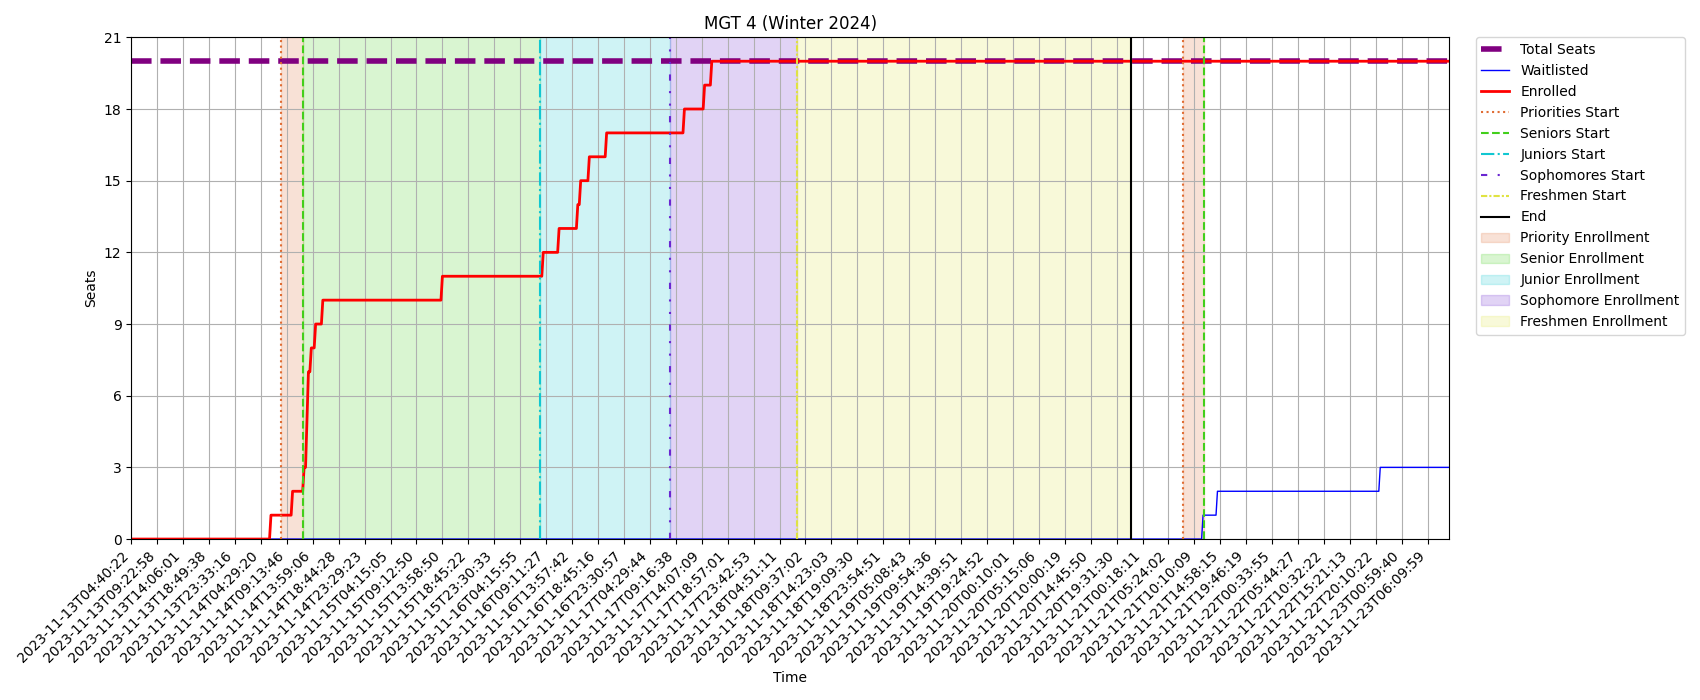 MGT 4 (Winter 2024)
21
18
15
12
9
6
3
0
Seats
2023-11-13T04:40:22
2023-11-13T09:22:58
2023-11-13T14:06:01
2023-11-13T18:49:38
2023-11-13T23:33:16
2023-11-14T04:29:20
2023-11-14T09:13:46
2023-11-14T13:59:06
2023-11-14T18:44:28
2023-11-14T23:29:23
2023-11-15T04:15:05
2023-11-15T09:12:50
2023-11-15T13:58:50
2023-11-15T18:45:22
2023-11-15T23:30:33
2023-11-16T04:15:55
2023-11-16T09:11:27
2023-11-16T13:57:42
2023-11-16T18:45:16
2023-11-16T23:30:57
2023-11-17T04:29:44
2023-11-17T09:16:38
2023-11-17T14:07:09
2023-11-17T18:57:01
2023-11-17T23:42:53
2023-11-18T04:51:11
2023-11-18T09:37:02
2023-11-18T14:23:03
2023-11-18T19:09:30
2023-11-18T23:54:51
2023-11-19T05:08:43
2023-11-19T09:54:36
2023-11-19T14:39:51
2023-11-19T19:24:52
2023-11-20T00:10:01
2023-11-20T05:15:06
2023-11-20T10:00:19
2023-11-20T14:45:50
2023-11-20T19:31:30
2023-11-21T00:18:11
2023-11-21T05:24:02
2023-11-21T10:10:09
2023-11-21T14:58:15
2023-11-21T19:46:19
2023-11-22T00:33:55
2023-11-22T05:44:27
2023-11-22T10:32:22
2023-11-22T15:21:13
2023-11-22T20:10:22
2023-11-23T00:59:40
2023-11-23T06:09:59
Time
Total Seats
Waitlisted
Enrolled
Priorities Start
Seniors Start
Juniors Start
Sophomores Start
Freshmen Start
End
Priority Enrollment
Senior Enrollment
Junior Enrollment
Sophomore Enrollment
Freshmen Enrollment